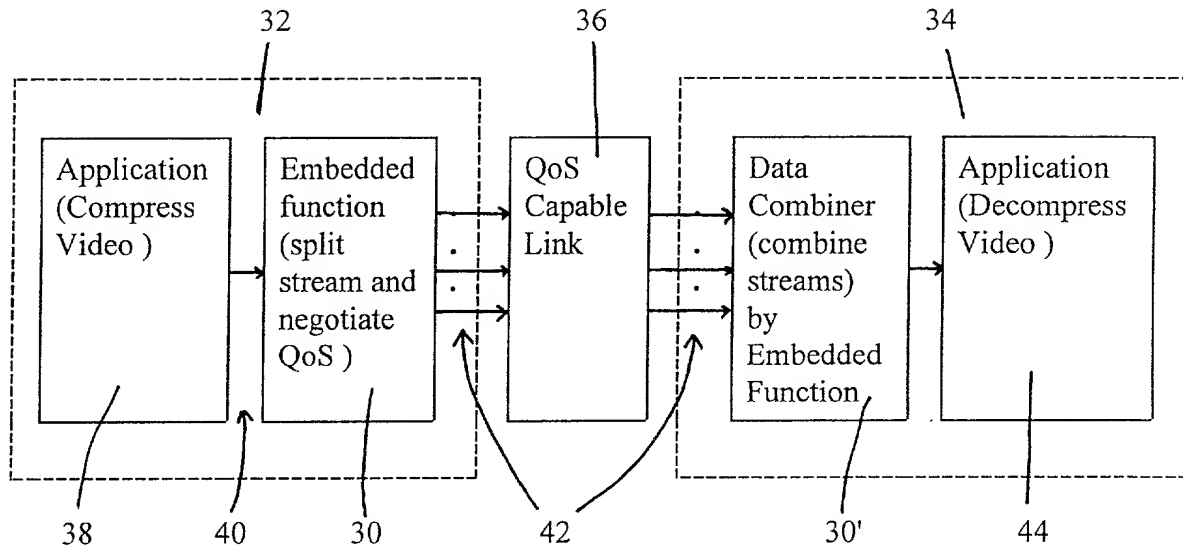 32
36
34
Application
(Compress
Video )
Embedded
function
(split
stream and
negotiate
QoS )
QoS
Capable
Link
Data
Combiner
(combine
streams)
by
Embedded
Function
Application
(Decompress
Video )
38
40
30
42
30'
44